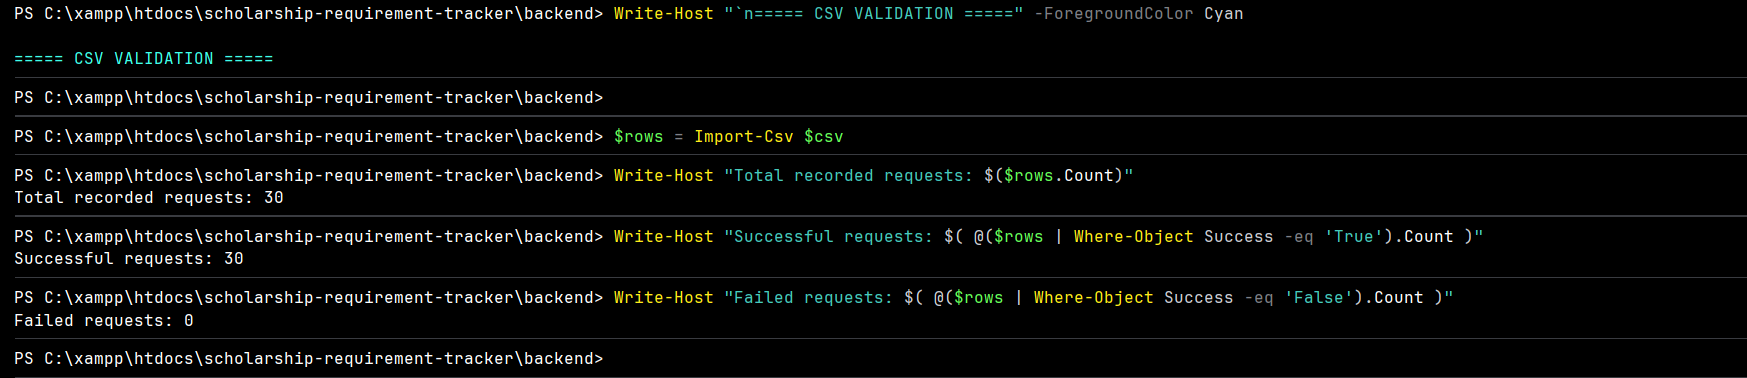 PS C:\xampp\htdocs\scholarship-requirement-tracker\backend> Write-Host "`n===== CSV VALIDATION =====" -ForegroundColor Cyan
===== CSV VALIDATION =====
PS C:\xampp\htdocs\scholarship-requirement-tracker\backend>
PS C:\xampp\htdocs\scholarship-requirement-tracker\backend> $rows = Import-Csv $csv
PS C:\xampp\htdocs\scholarship-requirement-tracker\backend> Write-Host "Total recorded requests: $($rows.Count)"
Total recorded requests: 30
PS C:\xampp\htdocs\scholarship-requirement-tracker\backend> Write-Host "Successful requests: $( @($rows | Where-Object Success -eq 'True').Count )"
Successful requests: 30
PS C:\xampp\htdocs\scholarship-requirement-tracker\backend> Write-Host "Failed requests: $( @($rows | Where-Object Success -eq 'False').Count )"
Failed requests: 0
PS C:\xampp\htdocs\scholarship-requirement-tracker\backend>